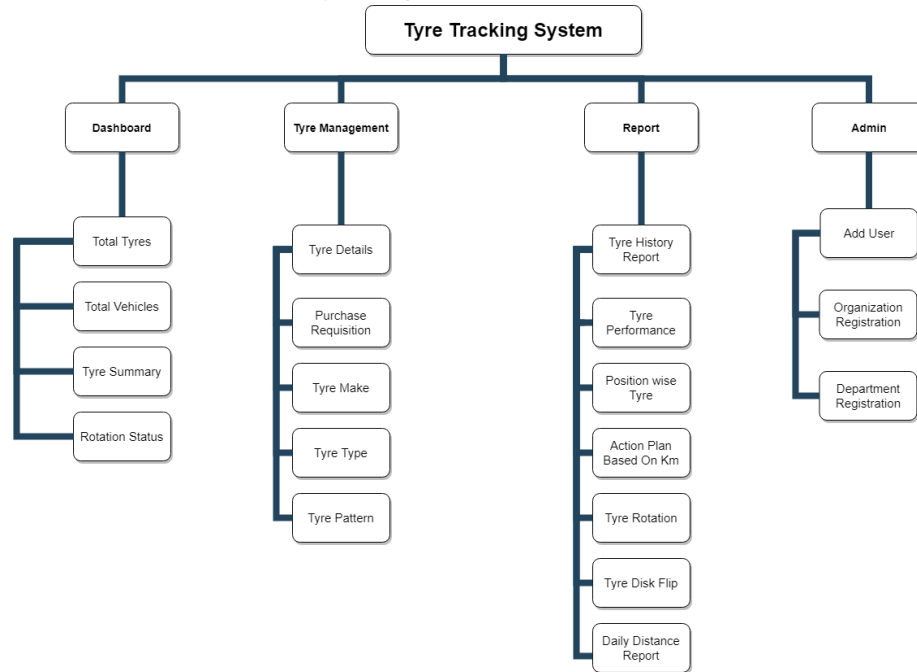 Tyre Tracking System
Dashboard
Tyre Management
Report
Admin
Total Tyres
Total Vehicles
Tyre Summary
Rotation Status
Tyre Details
Purchase
Requisition
Tyre Make
Tyre Type
Tyre Pattern
Tyre History
Report
Tyre
Performance
Position wise
Tyre
Action Plan
Based On Km
Tyre Rotation
Tyre Disk Flip
Daily Distance
Report
Add User
Organization
Registration
Department
Registration